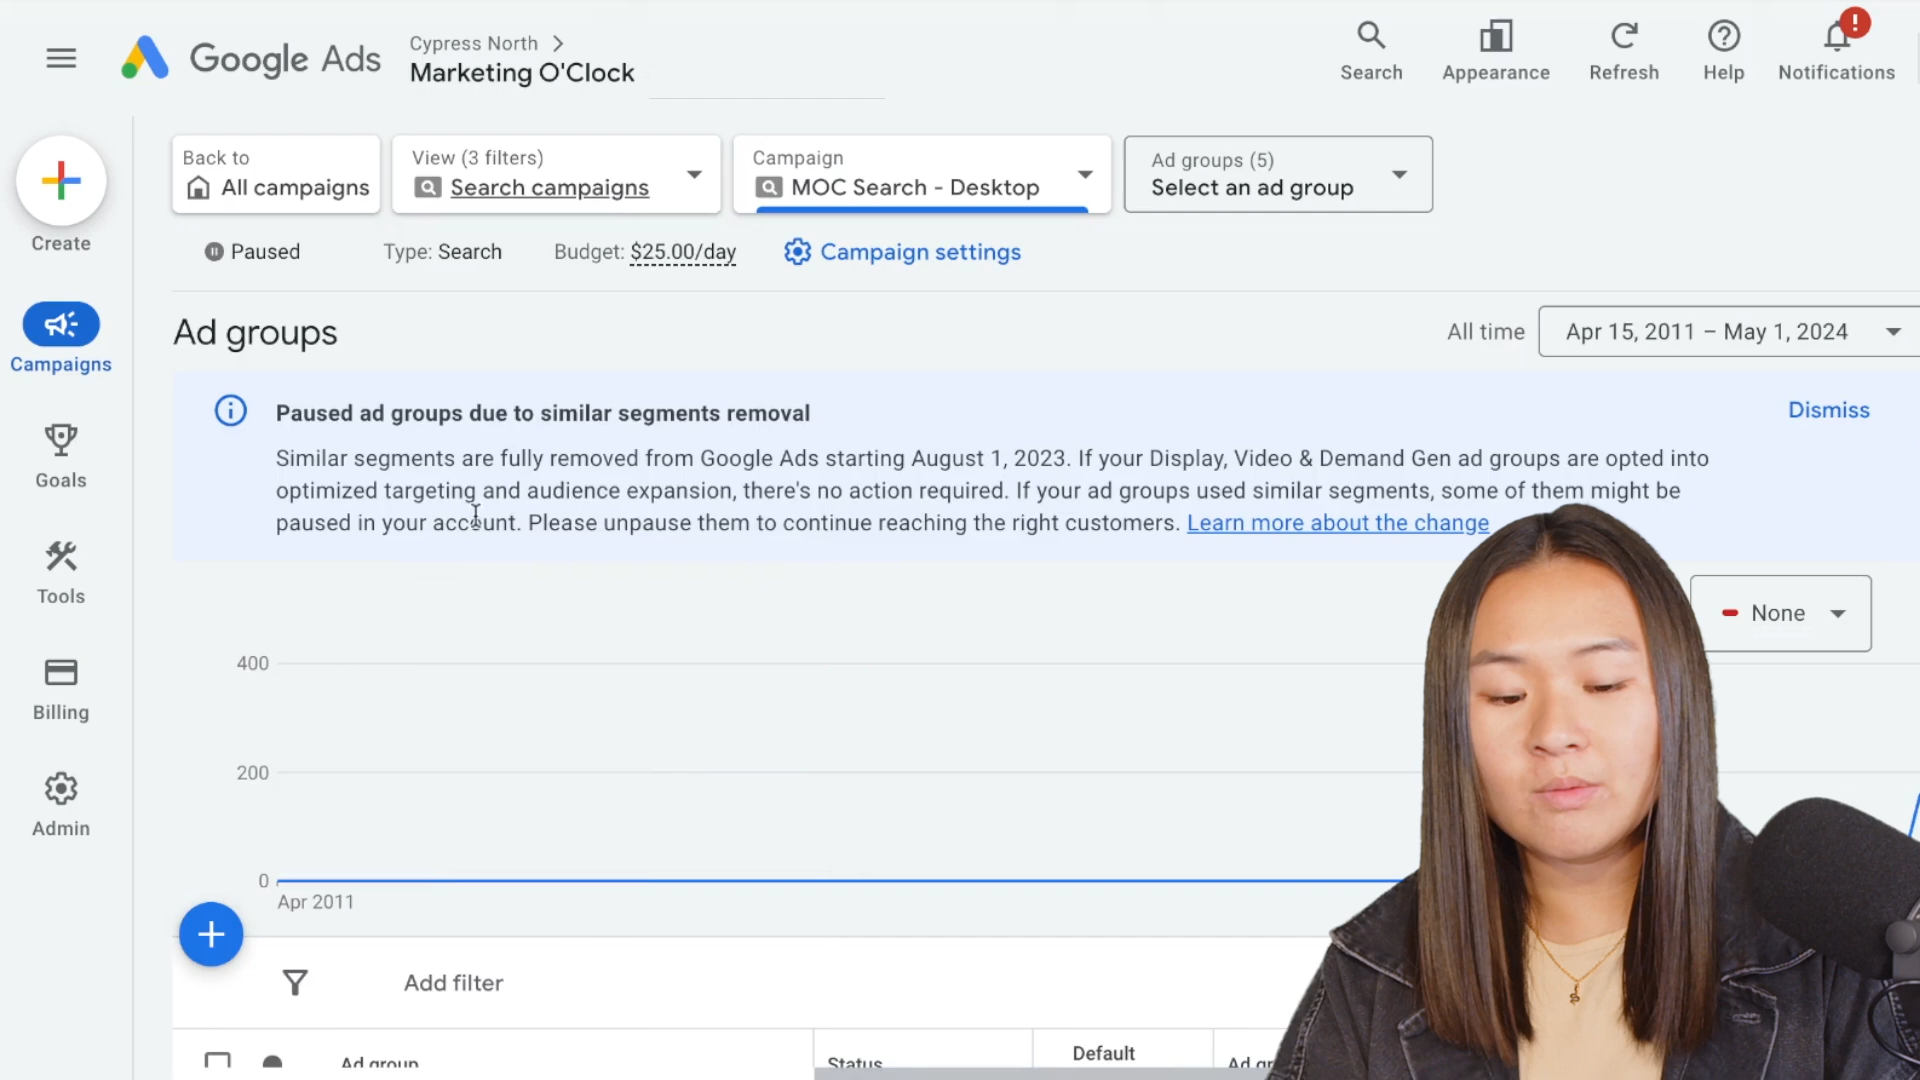 Google Ads
Cypress North
Marketing O'Clock
Search
Appearance
Refresh
Help
!
Notifications
Create
Campaigns
Goals
Tools
Billing
Admin
Back to
All campaigns
View (3 filters)
Search campaigns
Campaign
MOC Search - Desktop
Ad groups (5)
Select an ad group
Paused
Type: Search
Budget: $25.00/day
Campaign settings
Ad groups
All time
Apr 15, 2011 – May 1, 2024
Paused ad groups due to similar segments removal
Dismiss
Similar segments are fully removed from Google Ads starting August 1, 2023. If your Display, Video & Demand Gen ad groups are opted into
optimized targeting and audience expansion, there's no action required. If your ad groups used similar segments, some of them might be
paused in your account. Please unpause them to continue reaching the right customers. Learn more about the change
None
400
200
0
Apr 2011
Add filter
Ad group
Status
Default
Ad gr